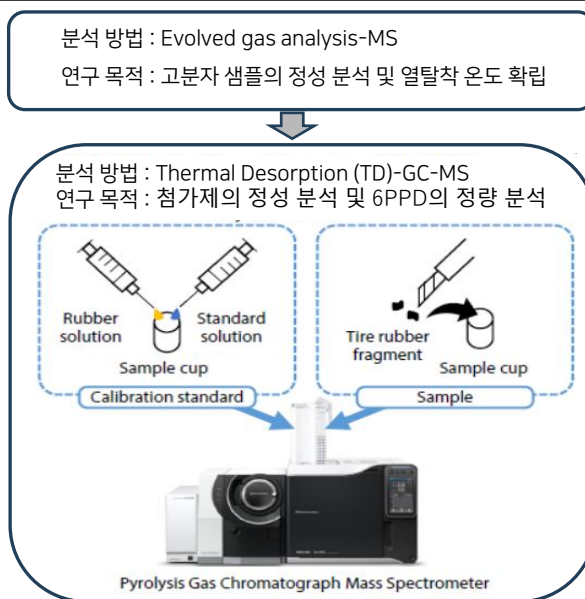 분석 방법 : Evolved gas analysis-MS
연구 목적 : 고분자 샘플의 정성 분석 및 열탈착 온도 확립
분석 방법 : Thermal Desorption (TD)-GC-MS
연구 목적 : 첨가제의 정성 분석 및 6PPD의 정량 분석
Rubber solution
Standard solution
Sample cup
Calibration standard
Tire rubber fragment
Sample cup
Sample
Pyrolysis Gas Chromatograph Mass Spectrometer